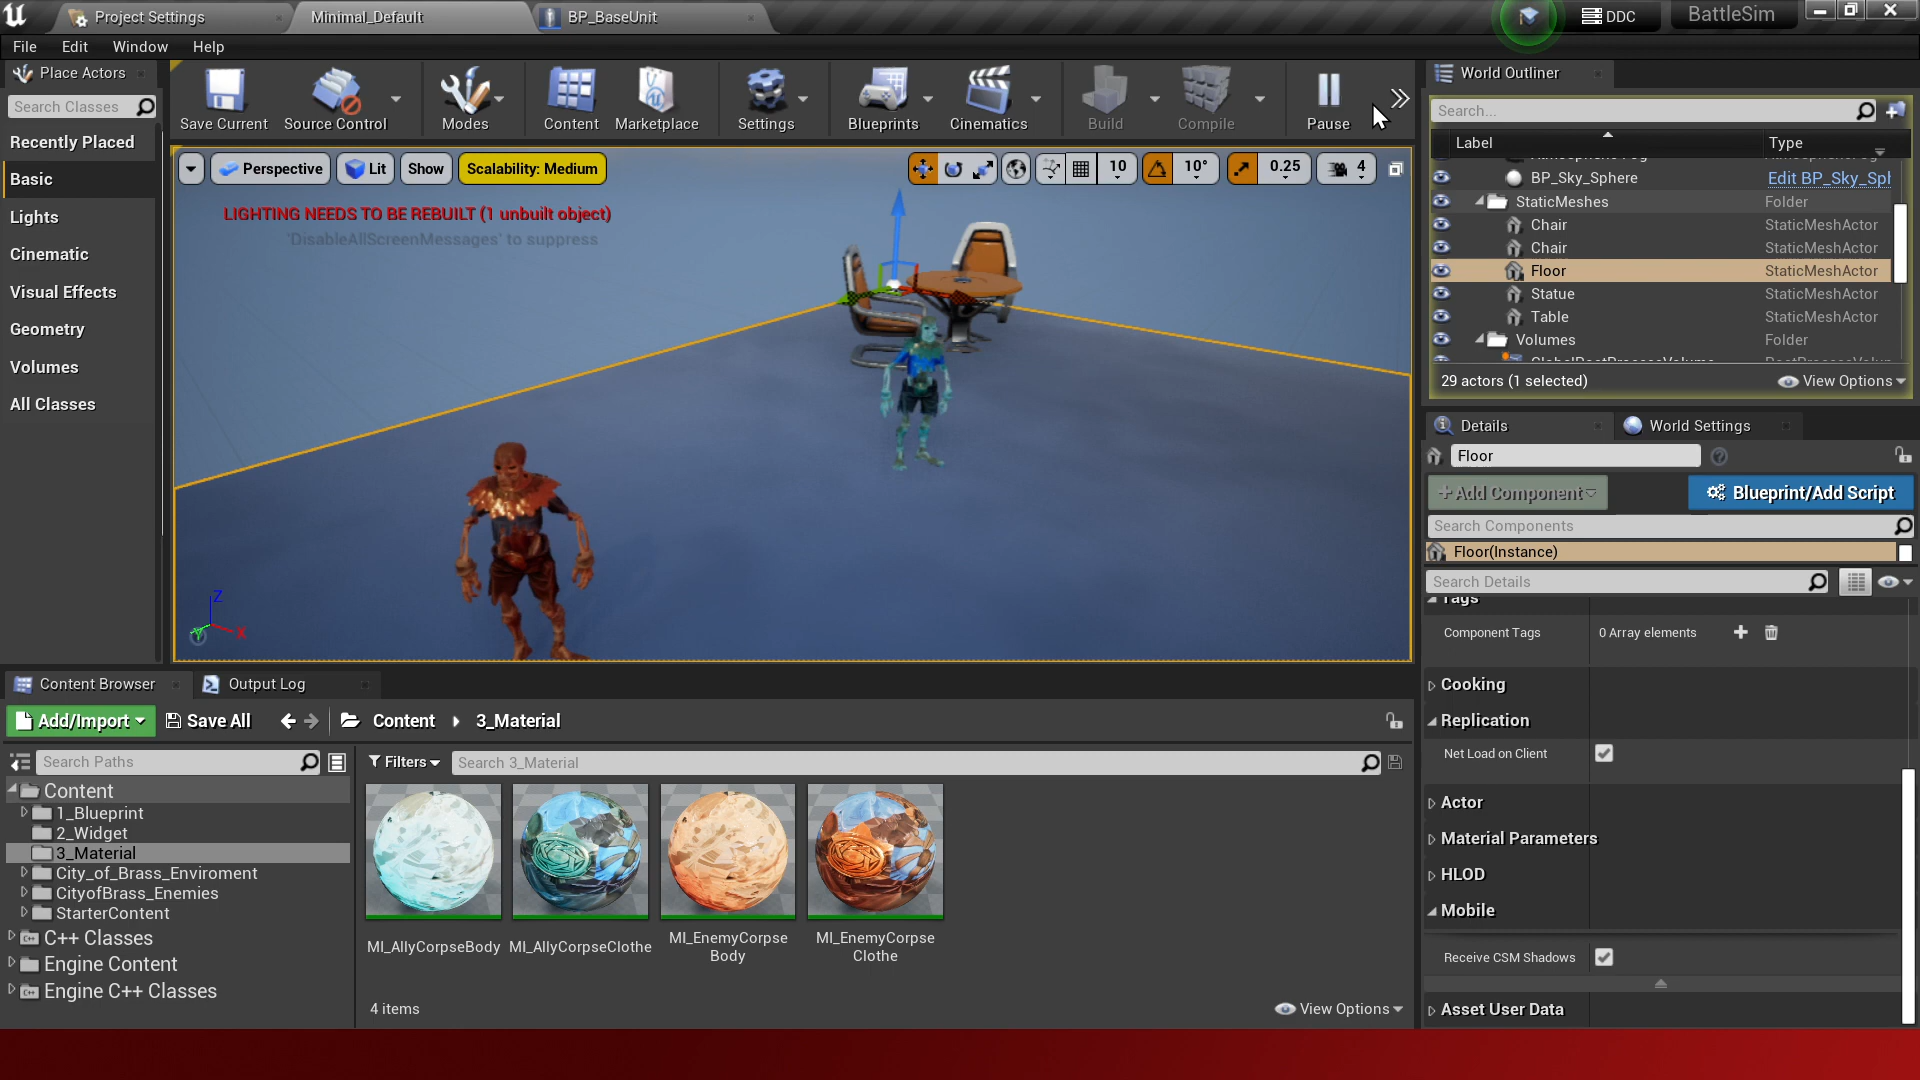 Project Settings
Minimal_Default
BP_BaseUnit
DDC
BattleSim
File Edit Window Help
Place Actors
Search Classes
Recently Placed
Basic
Lights
Cinematic
Visual Effects
Geometry
Volumes
All Classes
Save Current
Source Control
Modes
Content
Marketplace
Settings
Blueprints
Cinematics
Build
Compile
Pause
Perspective
Lit
Show
Scalability: Medium
10
10°
0.25
4
LIGHTING NEEDS TO BE REBUILT (1 unbuilt object)
'DisableAllScreenMessages' to suppress
Z
X
Y
World Outliner
Search...
Label Type
BP_Sky_Sphere Edit BP_Sky_Spl
StaticMeshes Folder
Chair StaticMeshActor
Chair StaticMeshActor
Floor StaticMeshActor
Statue StaticMeshActor
Table StaticMeshActor
Volumes Folder
29 actors (1 selected)
View Options
Details
World Settings
Floor
+Add Component
Blueprint/Add Script
Search Components
Floor(Instance)
Search Details
Tags
Component Tags 0 Array elements
Cooking
Replication
Net Load on Client
Actor
Material Parameters
HLOD
Mobile
Receive CSM Shadows
Asset User Data
Content Browser
Output Log
Add/Import
Save All
Content
3_Material
Search Paths
Filters
Search 3_Material
Content
1_Blueprint
2_Widget
3_Material
City_of_Brass_Enviroment
CityofBrass_Enemies
StarterContent
C++ Classes
Engine Content
Engine C++ Classes
MI_AllyCorpseBody
MI_AllyCorpseClothe
MI_EnemyCorpse
Body
MI_EnemyCorpse
Clothe
4 items
View Options